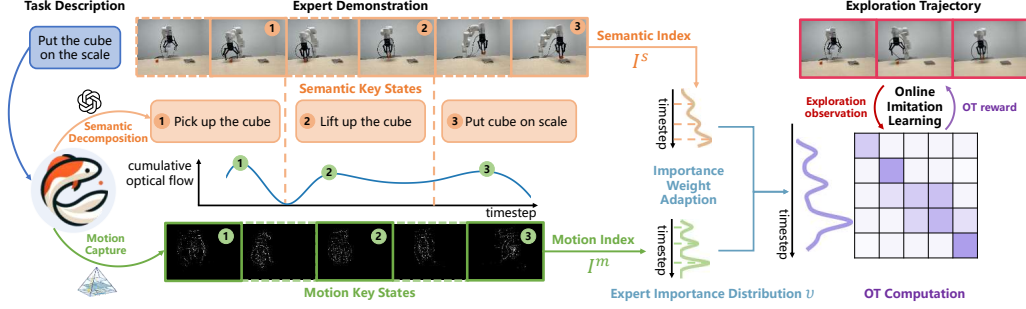 Task Description
Expert Demonstration
Exploration Trajectory
Put the cube
on the scale
1
2
3
Semantic Index
I^s
Semantic Key States
Semantic
Decomposition
1 Pick up the cube
2 Lift up the cube
3 Put cube on scale
cumulative
optical flow
1
2
3
timestep
Motion
Capture
1
2
3
Motion Index
I^m
Motion Key States
timestep
timestep
Importance
Weight
Adaption
Expert Importance Distribution υ
timestep
Exploration
observation
Online
Imitation
Learning
OT reward
OT Computation